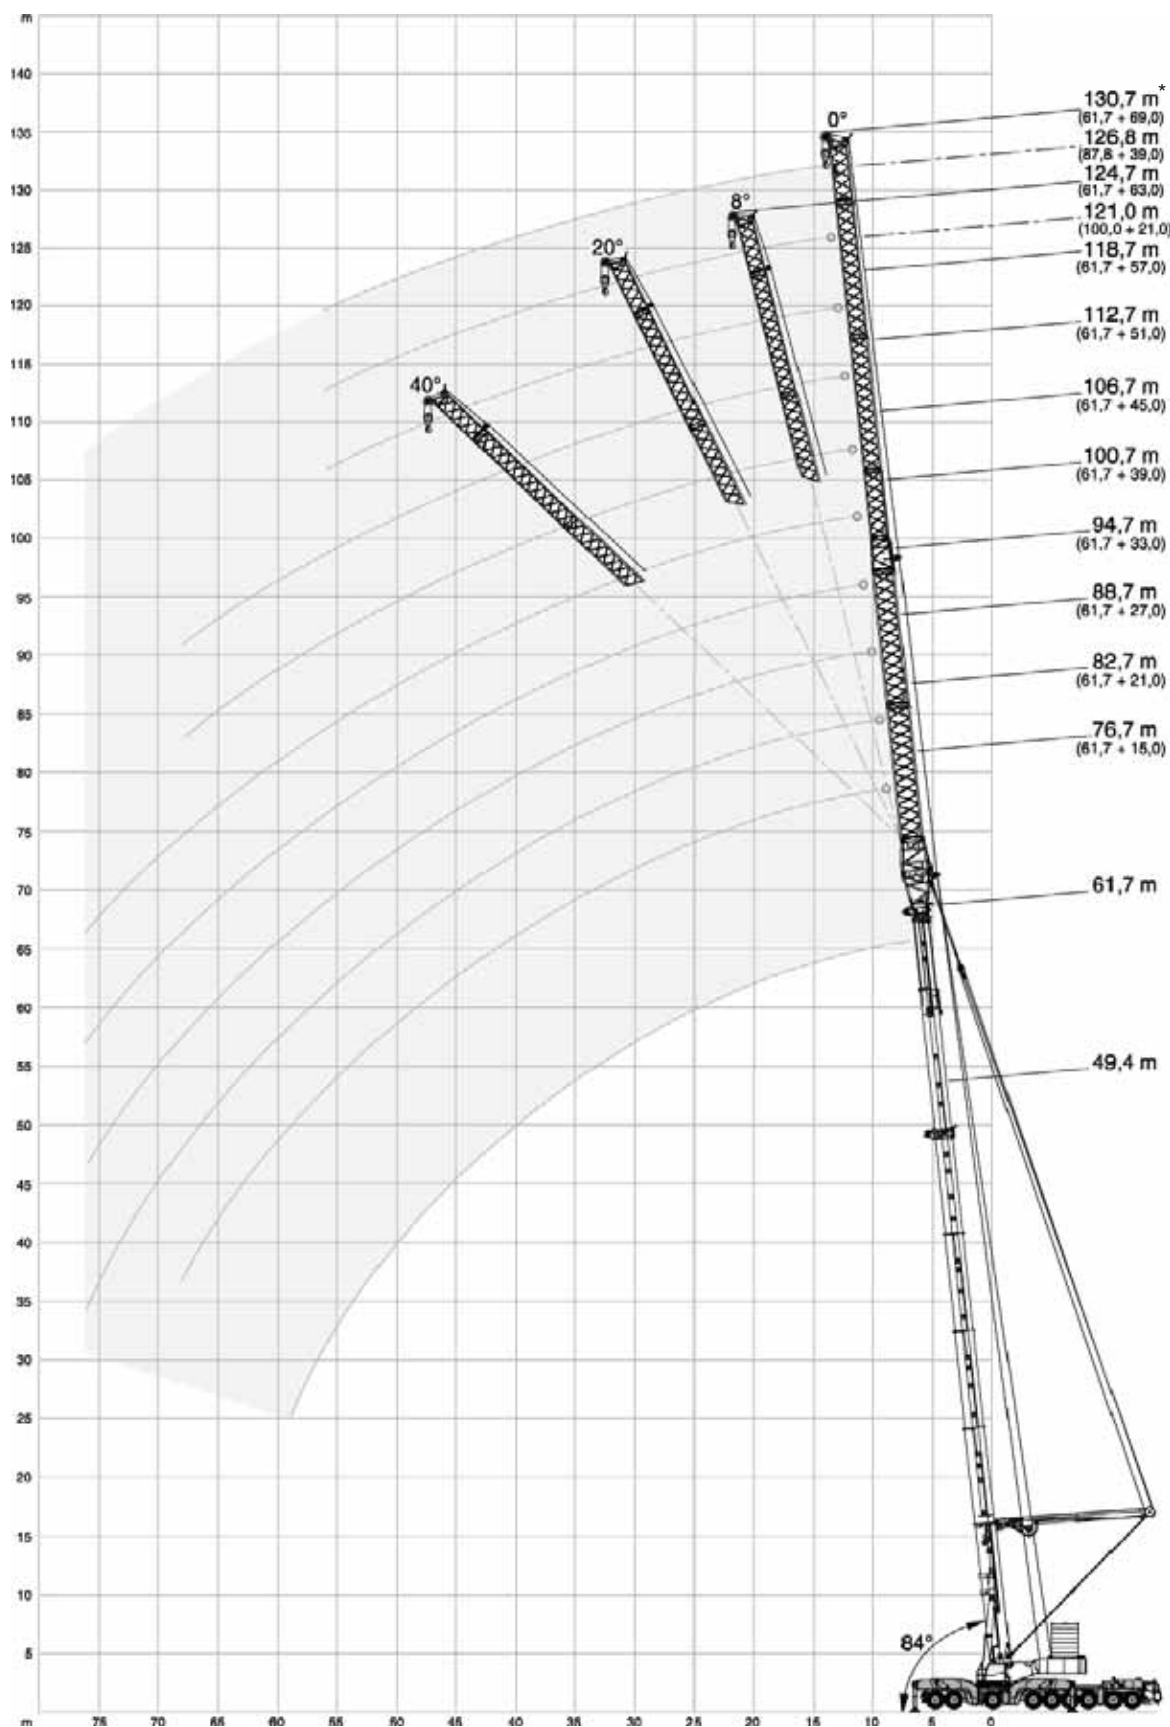 m
140
135
130
125
120
115
110
105
100
95
90
85
80
75
70
65
60
55
50
45
40
35
30
25
20
15
10
5
m
75
70
65
60
55
50
45
40
35
30
25
20
15
10
5
0
5
0°
8°
20°
40°
84°
130,7 m*
(61,7 + 69,0)
126,8 m
(87,8 + 39,0)
124,7 m
(61,7 + 63,0)
121,0 m
(100,0 + 21,0)
118,7 m
(61,7 + 57,0)
112,7 m
(61,7 + 51,0)
106,7 m
(61,7 + 45,0)
100,7 m
(61,7 + 39,0)
94,7 m
(61,7 + 33,0)
88,7 m
(61,7 + 27,0)
82,7 m
(61,7 + 21,0)
76,7 m
(61,7 + 15,0)
61,7 m
49,4 m